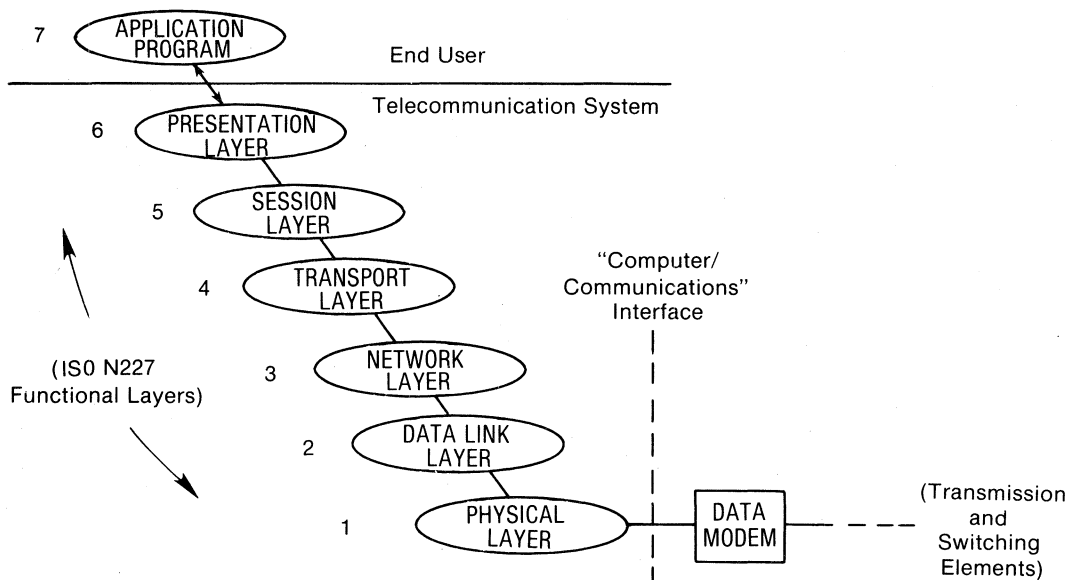 7
APPLICATION
PROGRAM
End User
Telecommunication System
6
PRESENTATION
LAYER
5
SESSION
LAYER
4
TRANSPORT
LAYER
"Computer/
Communications"
Interface
3
NETWORK
LAYER
(IS0 N227
Functional Layers)
2
DATA LINK
LAYER
1
PHYSICAL
LAYER
DATA
MODEM
(Transmission
and
Switching
Elements)